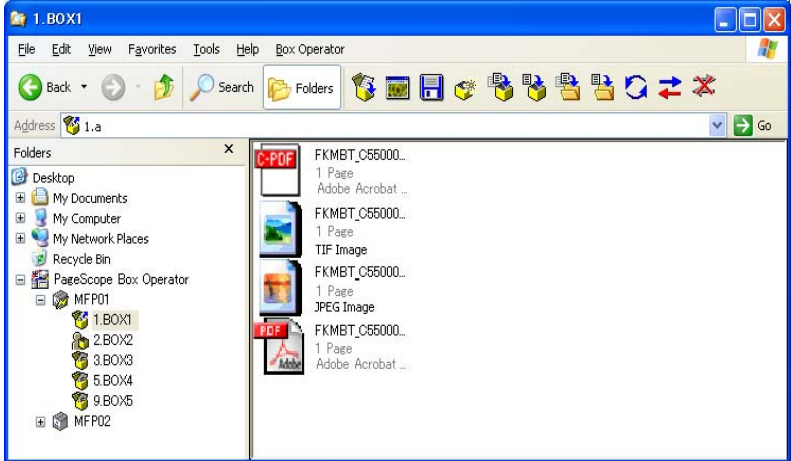 1.BOX1
File Edit View Favorites Tools Help Box Operator
Back Search Folders
Address 1.a Go
Folders x
Desktop
My Documents
My Computer
My Network Places
Recycle Bin
PageScope Box Operator
MFP01
1.BOX1
2.BOX2
3.BOX3
5.BOX4
9.BOX5
MFP02
C-PDF
FKMBT_C55000...
1 Page
Adobe Acrobat ...
FKMBT_C55000...
1 Page
TIF Image
FKMBT_C55000...
1 Page
JPEG Image
PDF
Adobe
FKMBT_C55000...
1 Page
Adobe Acrobat ...